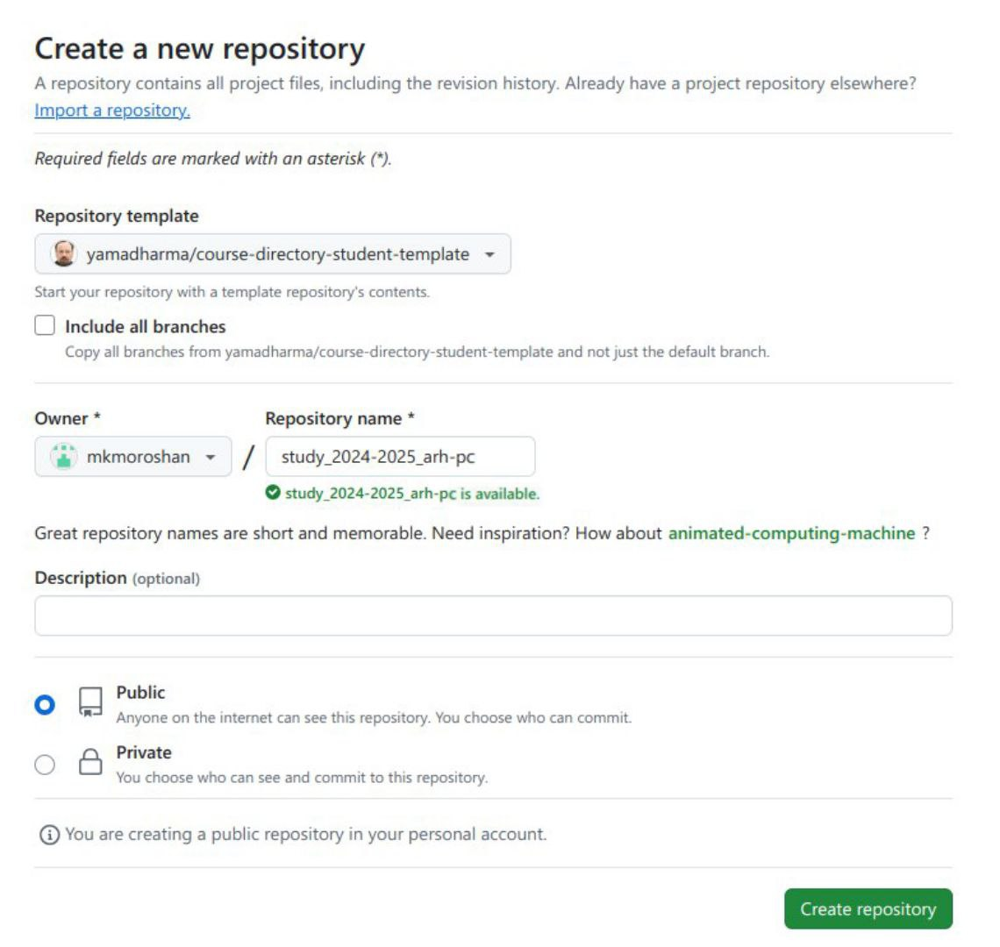 Create a new repository
A repository contains all project files, including the revision history. Already have a project repository elsewhere?
Import a repository.
Required fields are marked with an asterisk (*).
Repository template
yamadharma/course-directory-student-template
Start your repository with a template repository's contents.
Include all branches
Copy all branches from yamadharma/course-directory-student-template and not just the default branch.
Owner * Repository name *
mkmoroshan / study_2024-2025_arh-pc
study_2024-2025_arh-pc is available.
Great repository names are short and memorable. Need inspiration? How about animated-computing-machine ?
Description (optional)
Public
Anyone on the internet can see this repository. You choose who can commit.
Private
You choose who can see and commit to this repository.
You are creating a public repository in your personal account.
Create repository